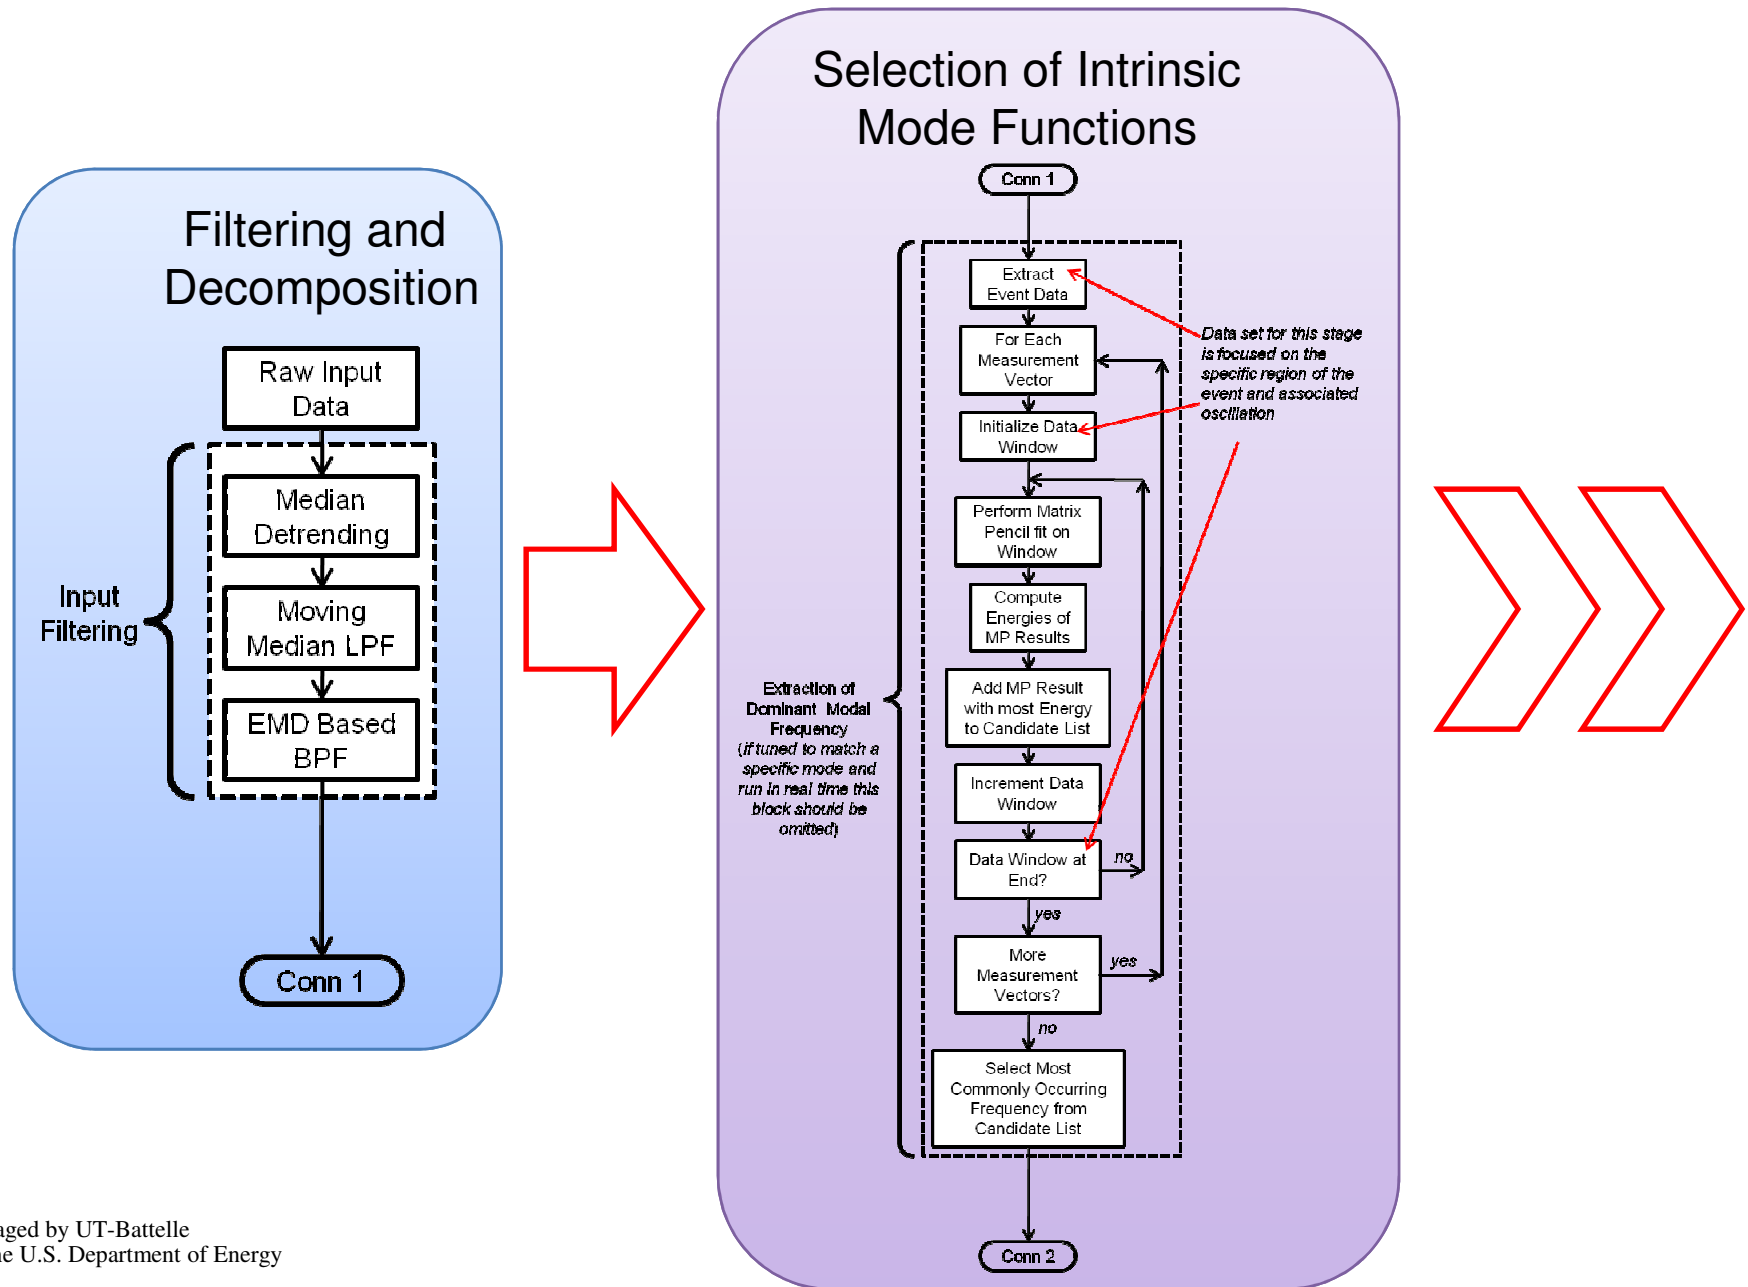 Filtering and
Decomposition
Raw Input
Data
Median
Detrending
Moving
Median LPF
EMD Based
BPF
Input
Filtering
Conn 1
Selection of Intrinsic
Mode Functions
Conn 1
Extract
Event Data
For Each
Measurement
Vector
Initialize Data
Window
Data set for this stage
is focused on the
specific region of the
event and associated
oscillation
Perform Matrix
Pencil fit on
Window
Compute
Energies of
MP Results
Add MP Result
with most Energy
to Candidate List
Extraction of
Dominant Modal
Frequency
(if tuned to match a
specific mode and
run in real time this
block should be
omitted)
Increment Data
Window
Data Window at
End?
no
yes
More
Measurement
Vectors?
yes
no
Select Most
Commonly Occurring
Frequency from
Candidate List
Conn 2
aged by UT-Battelle
he U.S. Department of Energy